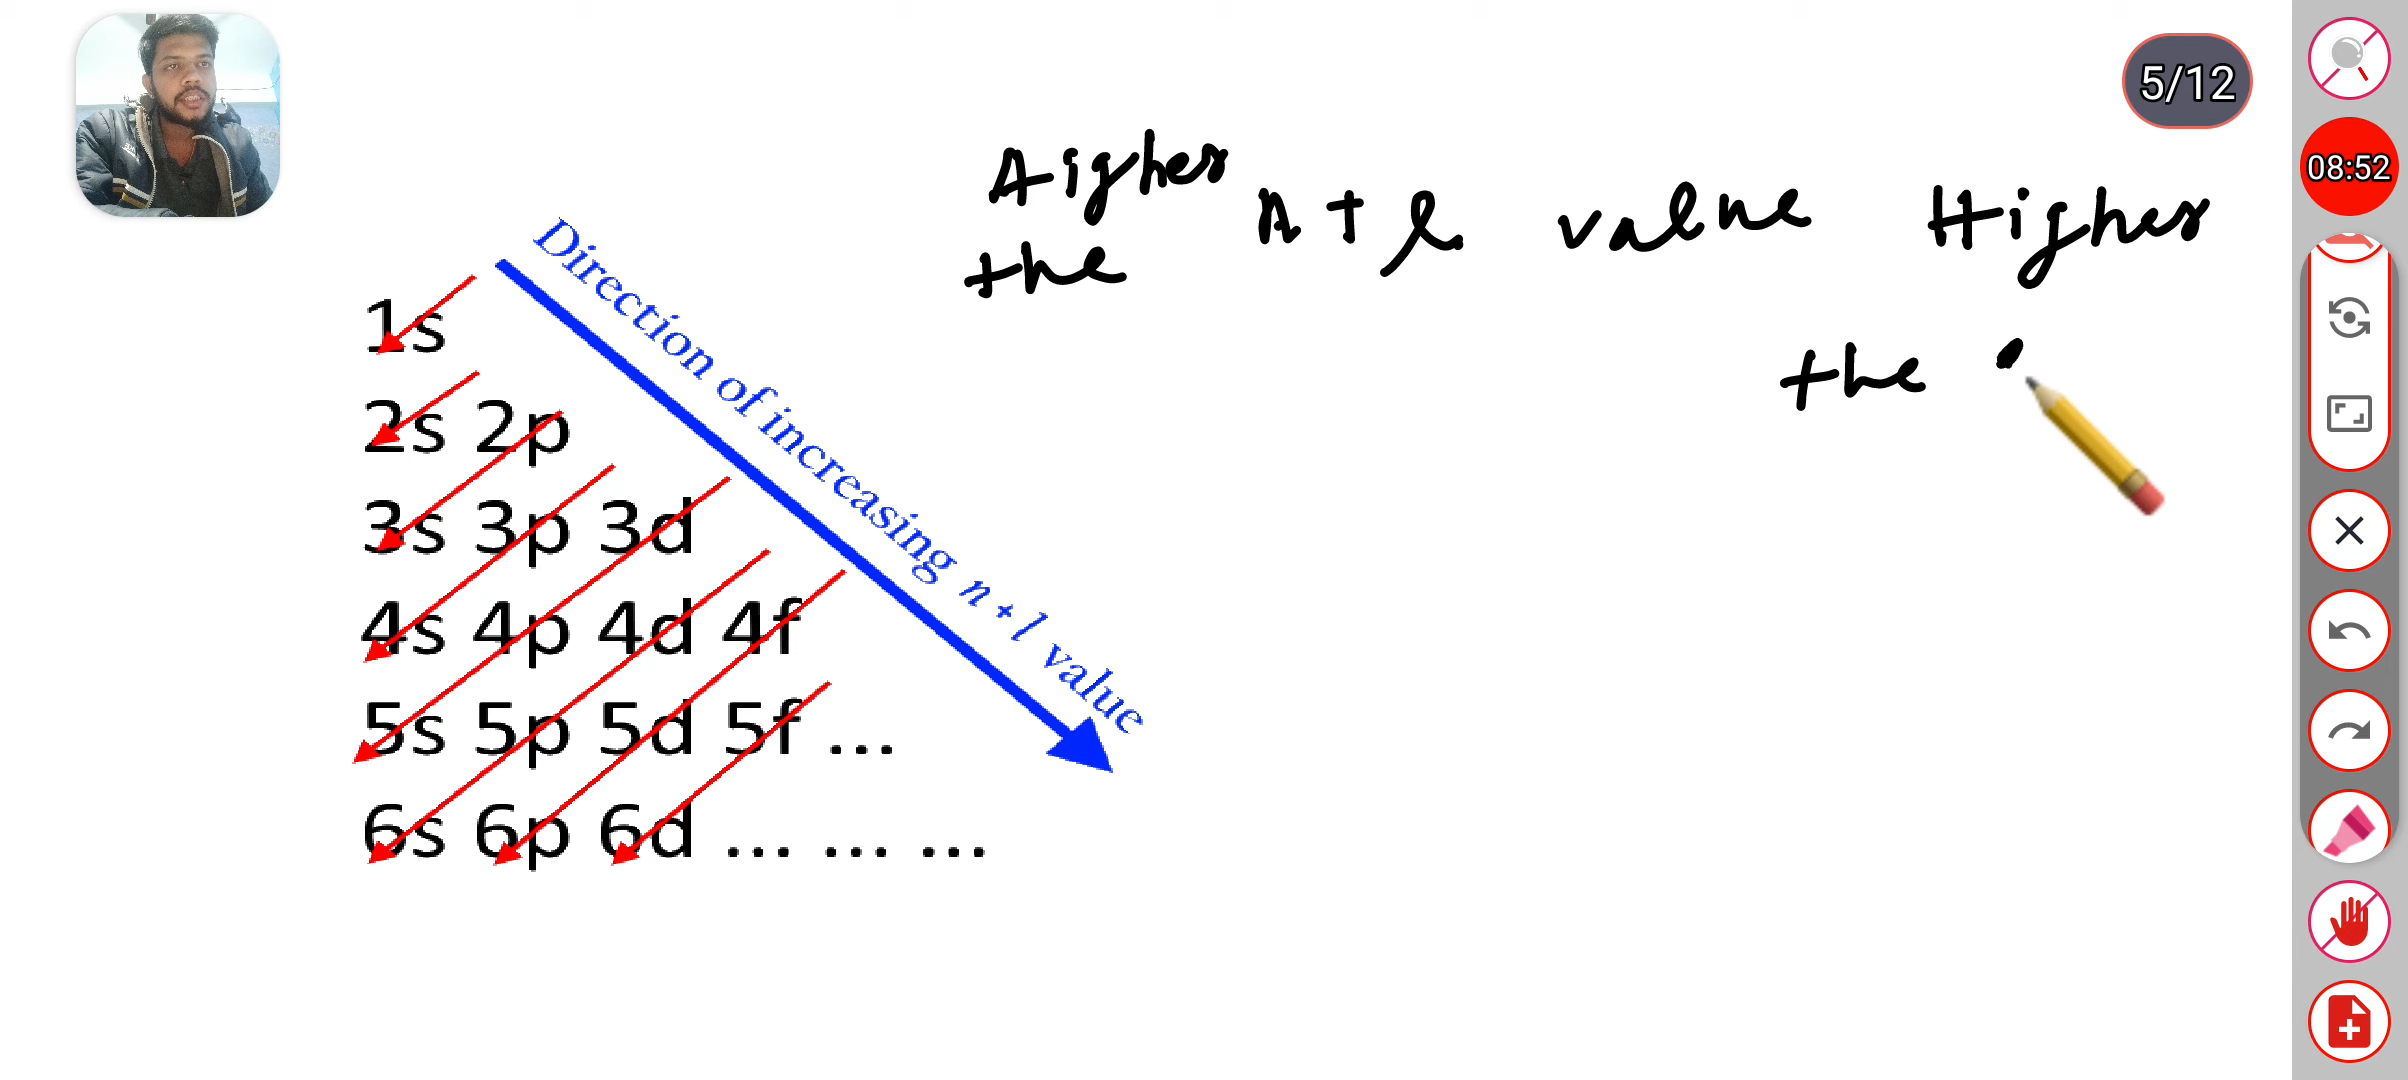 5/12
08:52
Higher
the n + l value Higher
the
Direction of increasing n + l value
1s
2s 2p
3s 3p 3d
4s 4p 4d 4f
5s 5p 5d 5f ...
6s 6p 6d ... ... ...